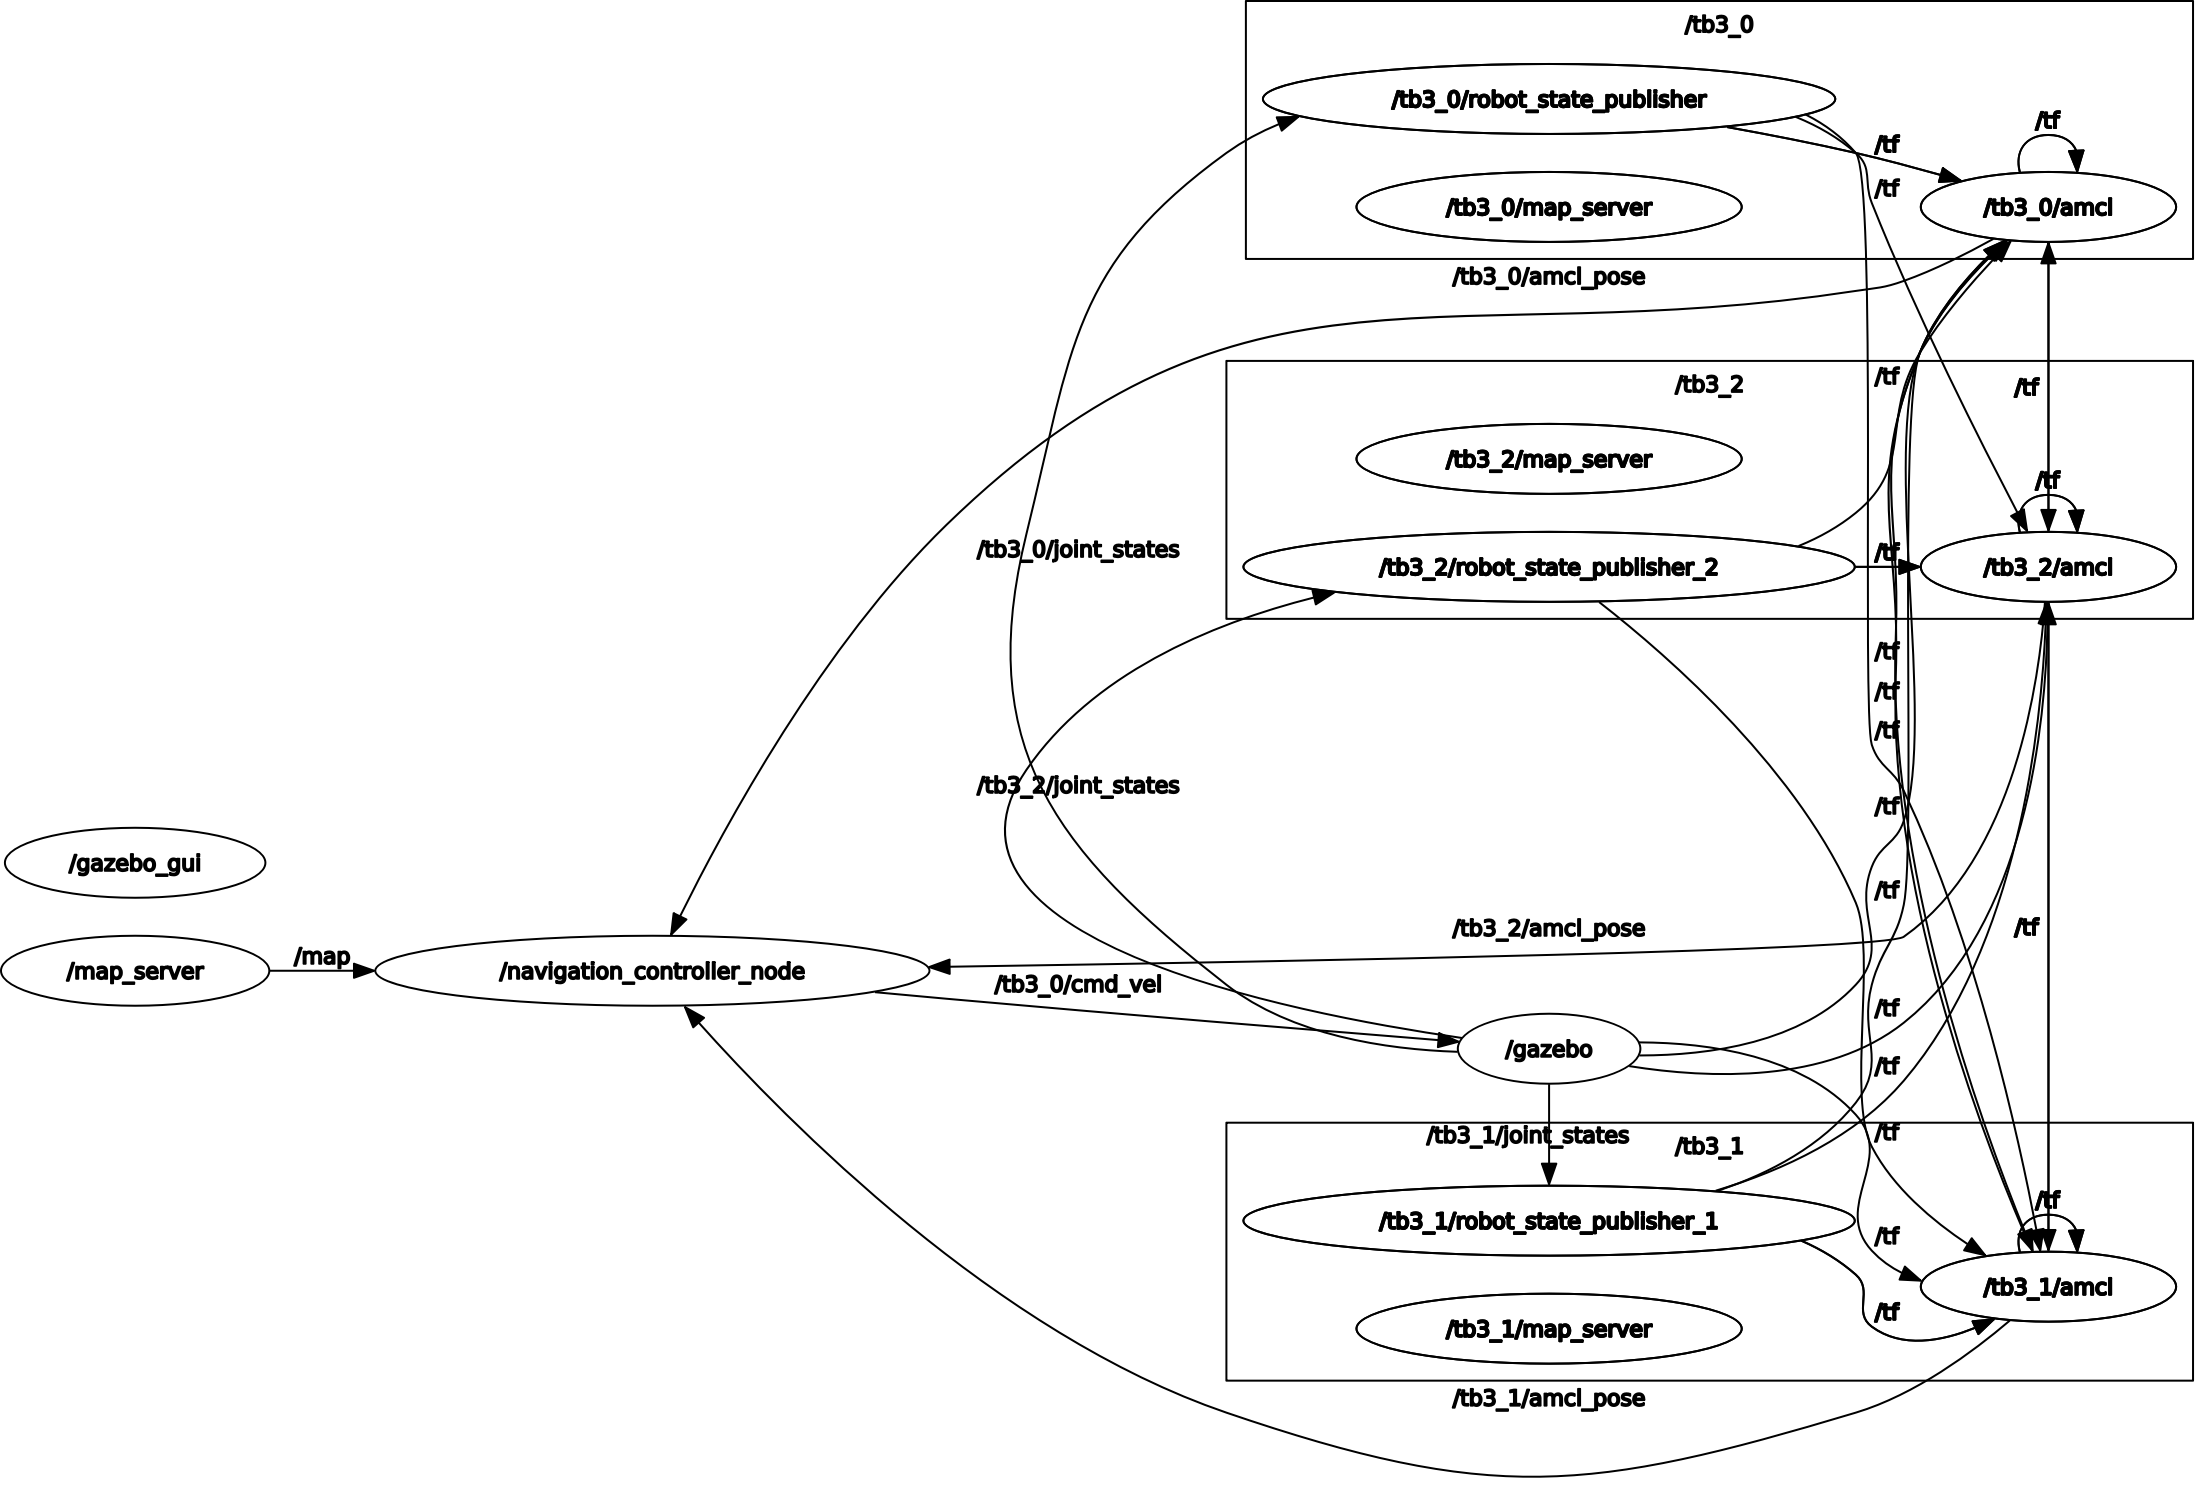 /tb3_0
/tb3_0/robot_state_publisher
/tf
/tf
/tf
/tb3_0/map_server
/tb3_0/amcl
/tb3_0/amcl_pose
/tb3_2
/tf
/tf
/tb3_2/map_server
/tf
/tb3_0/joint_states
/tb3_2/robot_state_publisher_2
/tf
/tb3_2/amcl
/tf
/tf
/tf
/tb3_2/joint_states
/tf
/gazebo_gui
/tf
/tb3_2/amcl_pose
/tf
/map_server
/map
/navigation_controller_node
/tb3_0/cmd_vel
/tf
/gazebo
/tf
/tb3_1/joint_states
/tb3_1
/tf
/tf
/tb3_1/robot_state_publisher_1
/tf
/tb3_1/amcl
/tf
/tb3_1/map_server
/tb3_1/amcl_pose